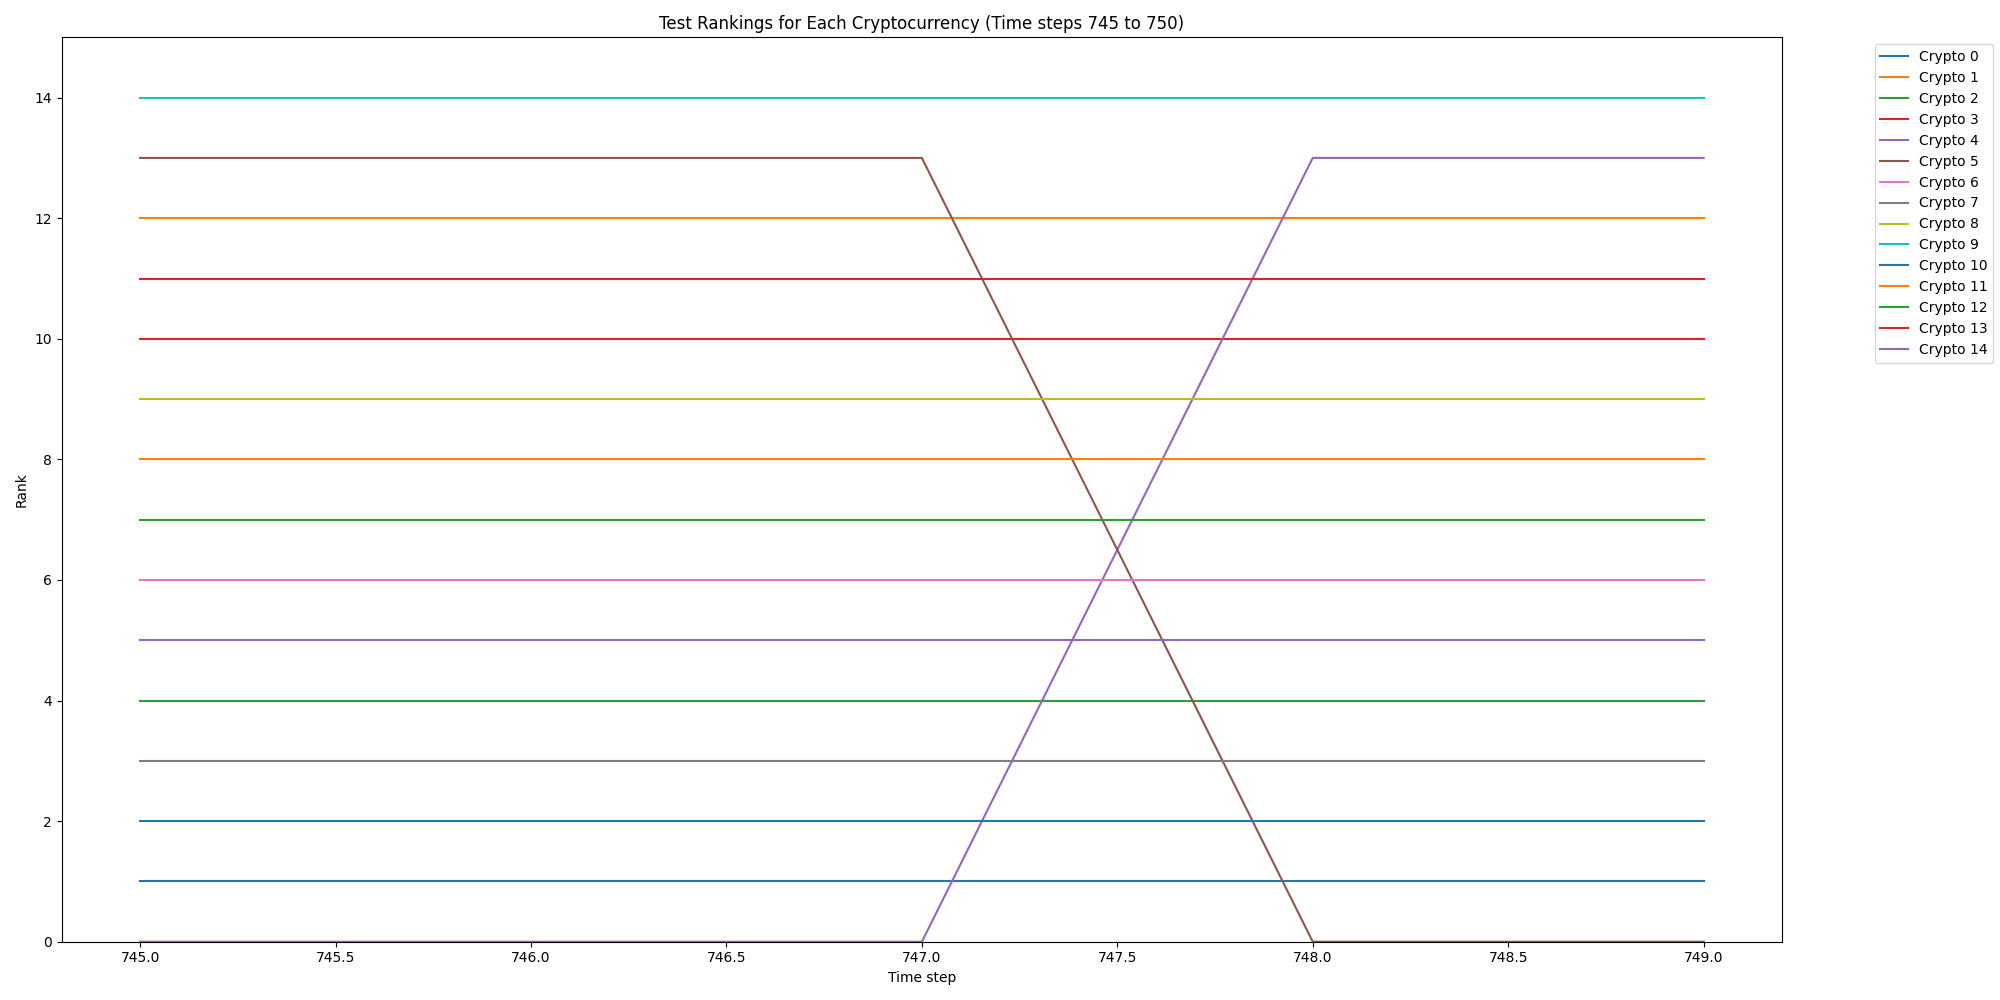 Test Rankings for Each Cryptocurrency (Time steps 745 to 750)
Crypto 0
Crypto 1
Crypto 2
Crypto 3
Crypto 4
Crypto 5
Crypto 6
Crypto 7
Crypto 8
Crypto 9
Crypto 10
Crypto 11
Crypto 12
Crypto 13
Crypto 14
14
12
10
8
6
4
2
0
Rank
745.0 745.5 746.0 746.5 747.0 747.5 748.0 748.5 749.0
Time step